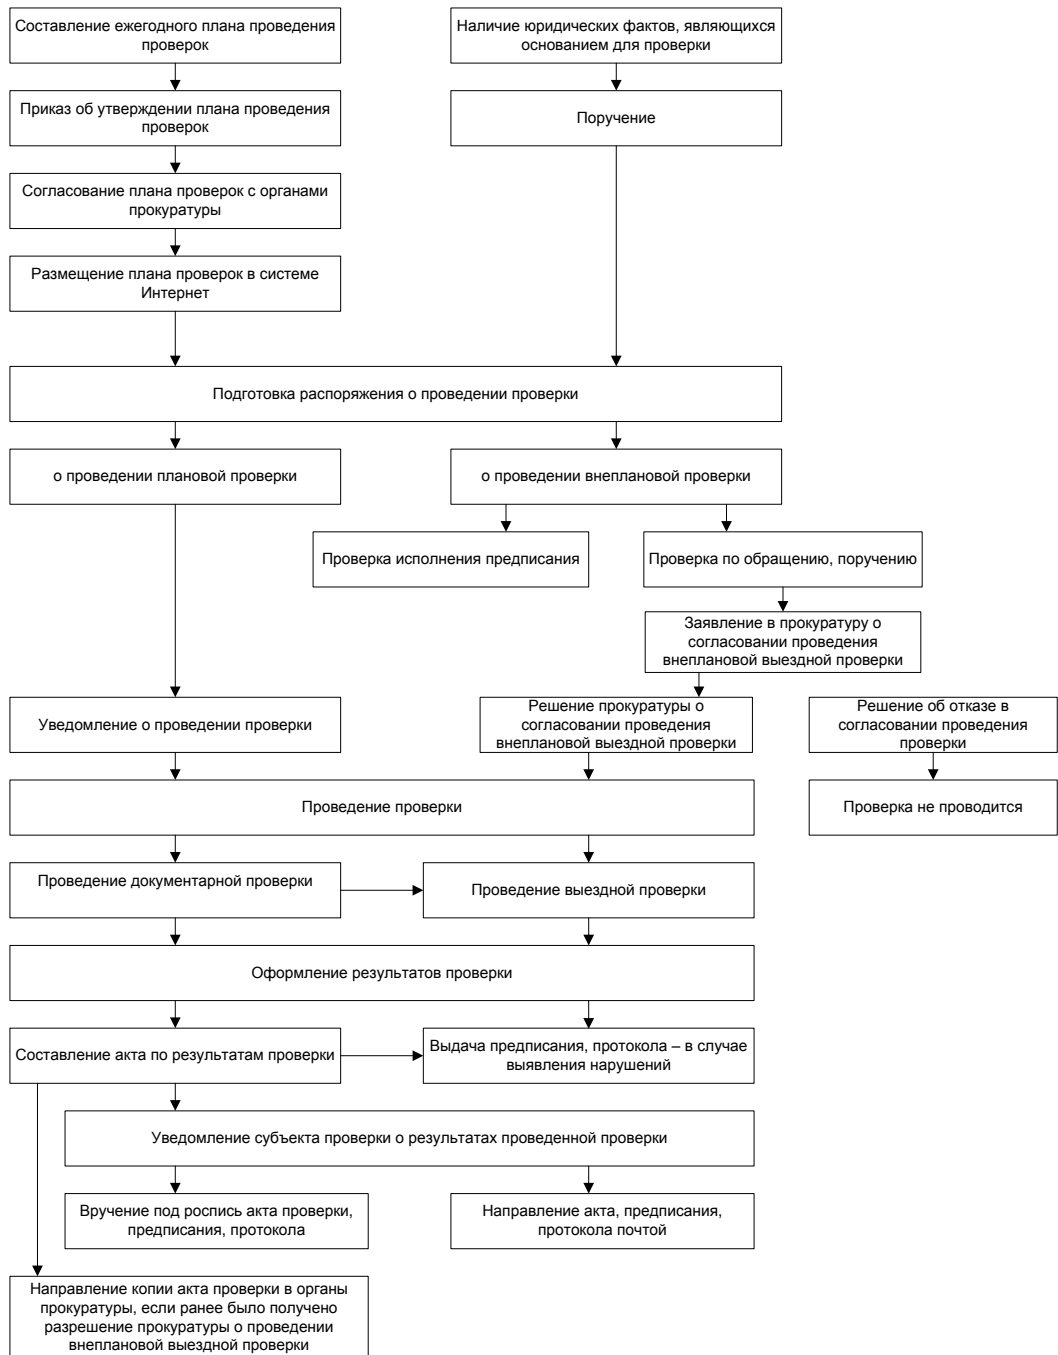 Составление ежегодного плана проведения
проверок
Наличие юридических фактов, являющихся
основанием для проверки
Приказ об утверждении плана проведения
проверок
Поручение
Согласование плана проверок с органами
прокуратуры
Размещение плана проверок в системе
Интернет
Подготовка распоряжения о проведении проверки
о проведении плановой проверки
о проведении внеплановой проверки
Проверка исполнения предписания
Проверка по обращению, поручению
Заявление в прокуратуру о
согласовании проведения
внеплановой выездной проверки
Уведомление о проведении проверки
Решение прокуратуры о
согласовании проведения
внеплановой выездной проверки
Решение об отказе в
согласовании проведения
проверки
Проведение проверки
Проверка не проводится
Проведение документарной проверки
Проведение выездной проверки
Оформление результатов проверки
Составление акта по результатам проверки
Выдача предписания, протокола – в случае
выявления нарушений
Уведомление субъекта проверки о результатах проведенной проверки
Вручение под роспись акта проверки,
предписания, протокола
Направление акта, предписания,
протокола почтой
Направление копии акта проверки в органы
прокуратуры, если ранее было получено
разрешение прокуратуры о проведении
внеплановой выездной проверки